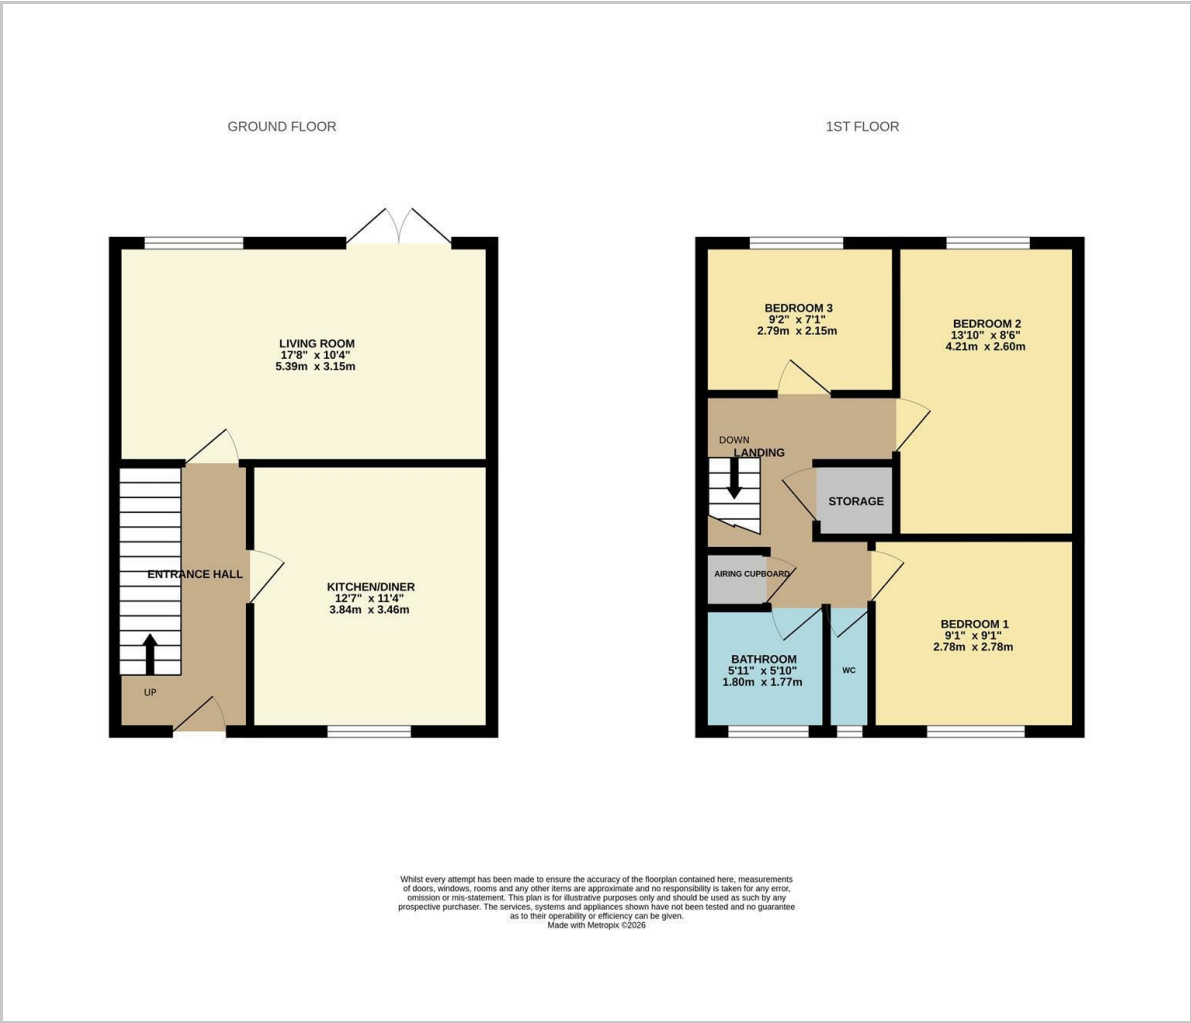 GROUND FLOOR
LIVING ROOM
17'8" x 10'4"
5.39m x 3.15m
ENTRANCE HALL
KITCHEN/DINER
12'7" x 11'4"
3.84m x 3.46m
UP
1ST FLOOR
BEDROOM 3
9'2" x 7'1"
2.79m x 2.15m
BEDROOM 2
13'10" x 8'6"
4.21m x 2.60m
DOWN
LANDING
STORAGE
AIRING CUPBOARD
BEDROOM 1
9'1" x 9'1"
2.78m x 2.78m
BATHROOM
5'11" x 5'10"
1.80m x 1.77m
WC
Whilst every attempt has been made to ensure the accuracy of the floorplan contained here, measurements
of doors, windows, rooms and any other items are approximate and no responsibility is taken for any error,
omission or mis-statement. This plan is for illustrative purposes only and should be used as such by any
prospective purchaser. The services, systems and appliances shown have not been tested and no guarantee
as to their operability or efficiency can be given.
Made with Metropix ©2026